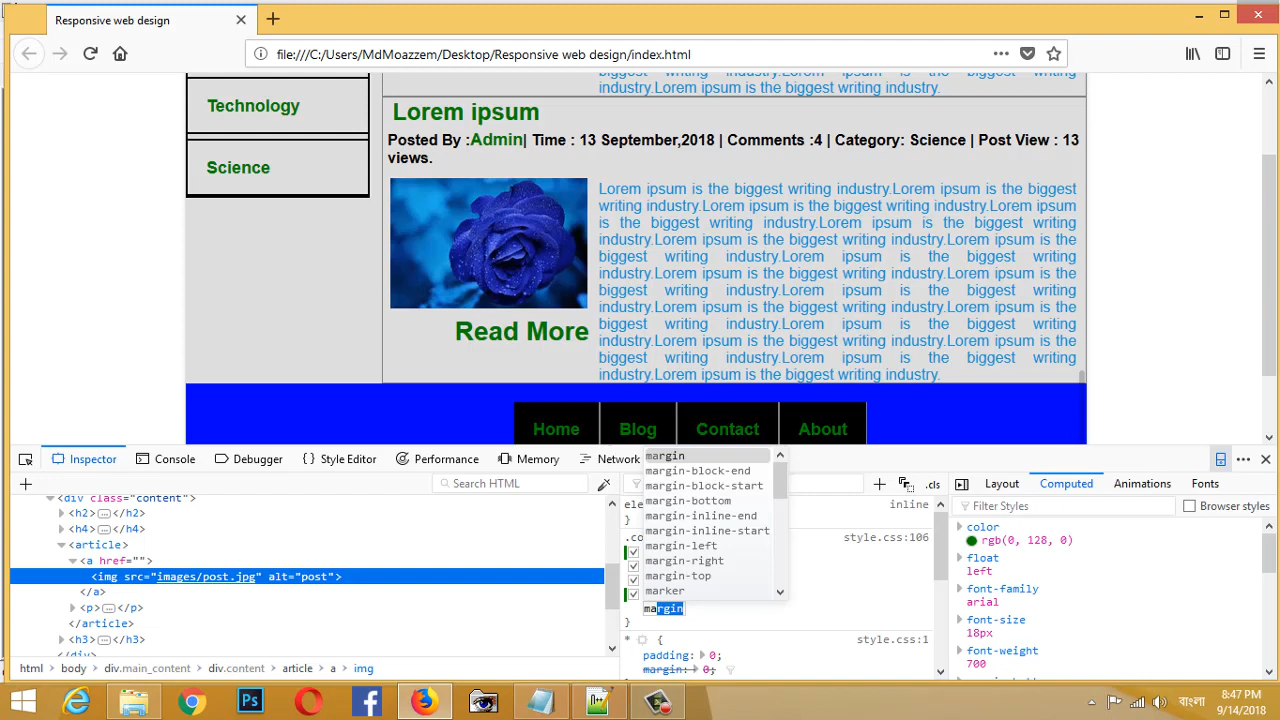 Responsive web design
file:///C:/Users/MdMoazzem/Desktop/Responsive web design/index.html
biggest writing industry.Lorem ipsum is the biggest writing
industry.Lorem ipsum is the biggest writing industry.
Technology
Science
Lorem ipsum
Posted By :Admin| Time : 13 September,2018 | Comments :4 | Category: Science | Post View : 13
views.
Lorem ipsum is the biggest writing industry.Lorem ipsum is the biggest
writing industry.Lorem ipsum is the biggest writing industry.Lorem ipsum
is the biggest writing industry.Lorem ipsum is the biggest writing
industry.Lorem ipsum is the biggest writing industry.Lorem ipsum is the
biggest writing industry.Lorem ipsum is the biggest writing
industry.Lorem ipsum is the biggest writing industry.Lorem ipsum is the
biggest writing industry.Lorem ipsum is the biggest writing
industry.Lorem ipsum is the biggest writing industry.Lorem ipsum is the
biggest writing industry.Lorem ipsum is the biggest writing
industry.Lorem ipsum is the biggest writing industry.Lorem ipsum is the
biggest writing industry.Lorem ipsum is the biggest writing
industry.Lorem ipsum is the biggest writing industry.
Read More
Home Blog Contact About
Inspector Console Debugger {} Style Editor Performance Memory Network
Search HTML
.cls
Layout Computed Animations Fonts
Filter Styles
Browser styles
<div class="content">
<h2>…</h2>
<h4>…</h4>
<article>
<a href="">
<img src="images/post.jpg" alt="post">
</a>
<p>…</p>
</article>
<h3>…</h3>
html body div.main_content div.content article a img
inline
}
style.css:106
margin
margin-block-end
margin-block-start
margin-bottom
margin-inline-end
margin-inline-start
margin-left
margin-right
margin-top
marker
margin
}
* {
style.css:1
padding: 0;
margin: 0;
color
rgb(0, 128, 0)
float
left
font-family
arial
font-size
18px
font-weight
700
Ps
বাংলা
8:47 PM
9/14/2018